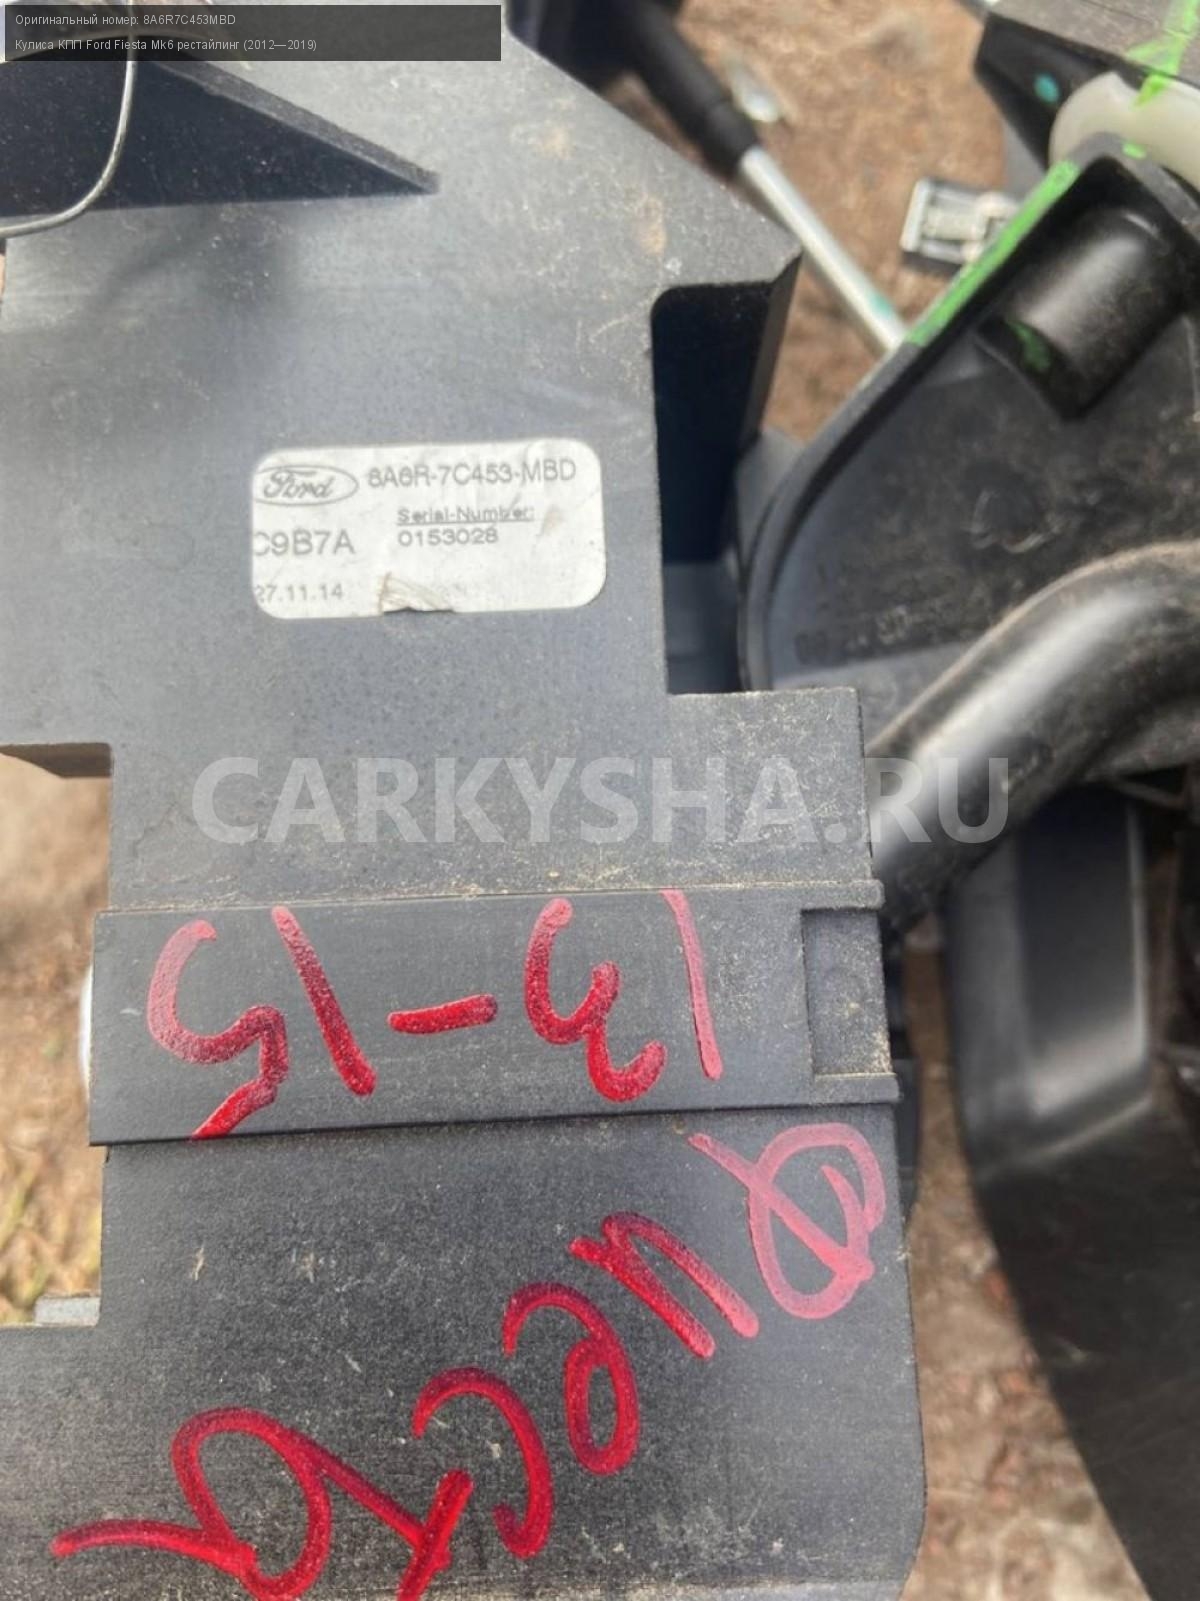 Оригинальный номер: 8A6R7C453MBD
Кулиса КПП Ford Fiesta Mk6 рестайлинг (2012—2019)
Ford 8A6R-7C453-MBD
Serial-Number:
C9B7A 0153028
27.11.14
CARKYSHA.RU
13-15
Фиеста